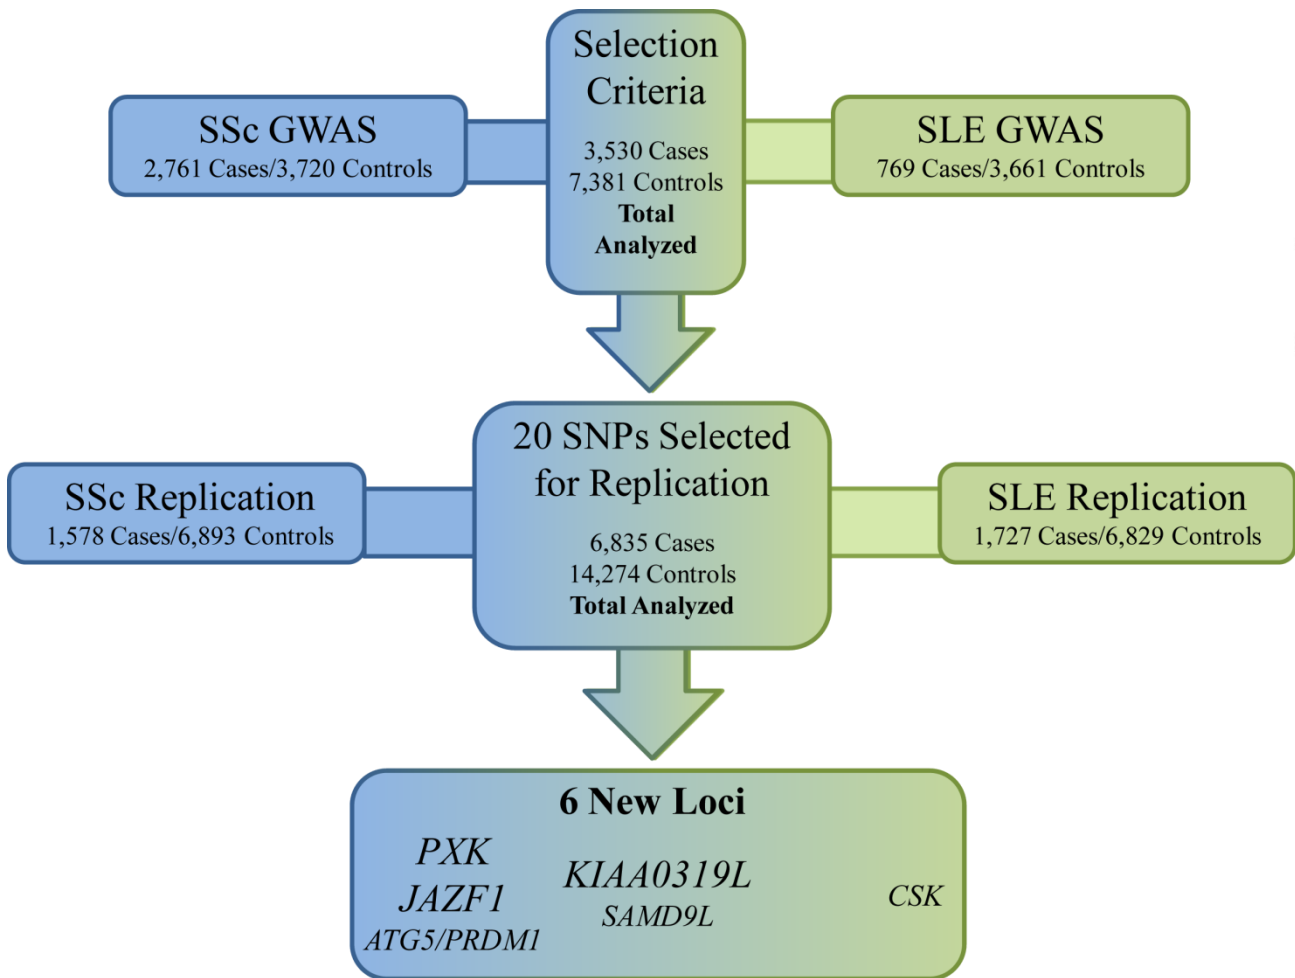 Selection
Criteria
3,530 Cases
7,381 Controls
Total
Analyzed
SSc GWAS
2,761 Cases/3,720 Controls
SLE GWAS
769 Cases/3,661 Controls
20 SNPs Selected
for Replication
6,835 Cases
14,274 Controls
Total Analyzed
SSc Replication
1,578 Cases/6,893 Controls
SLE Replication
1,727 Cases/6,829 Controls
6 New Loci
PXK
JAZF1
ATG5/PRDM1
KIAA0319L
SAMD9L
CSK